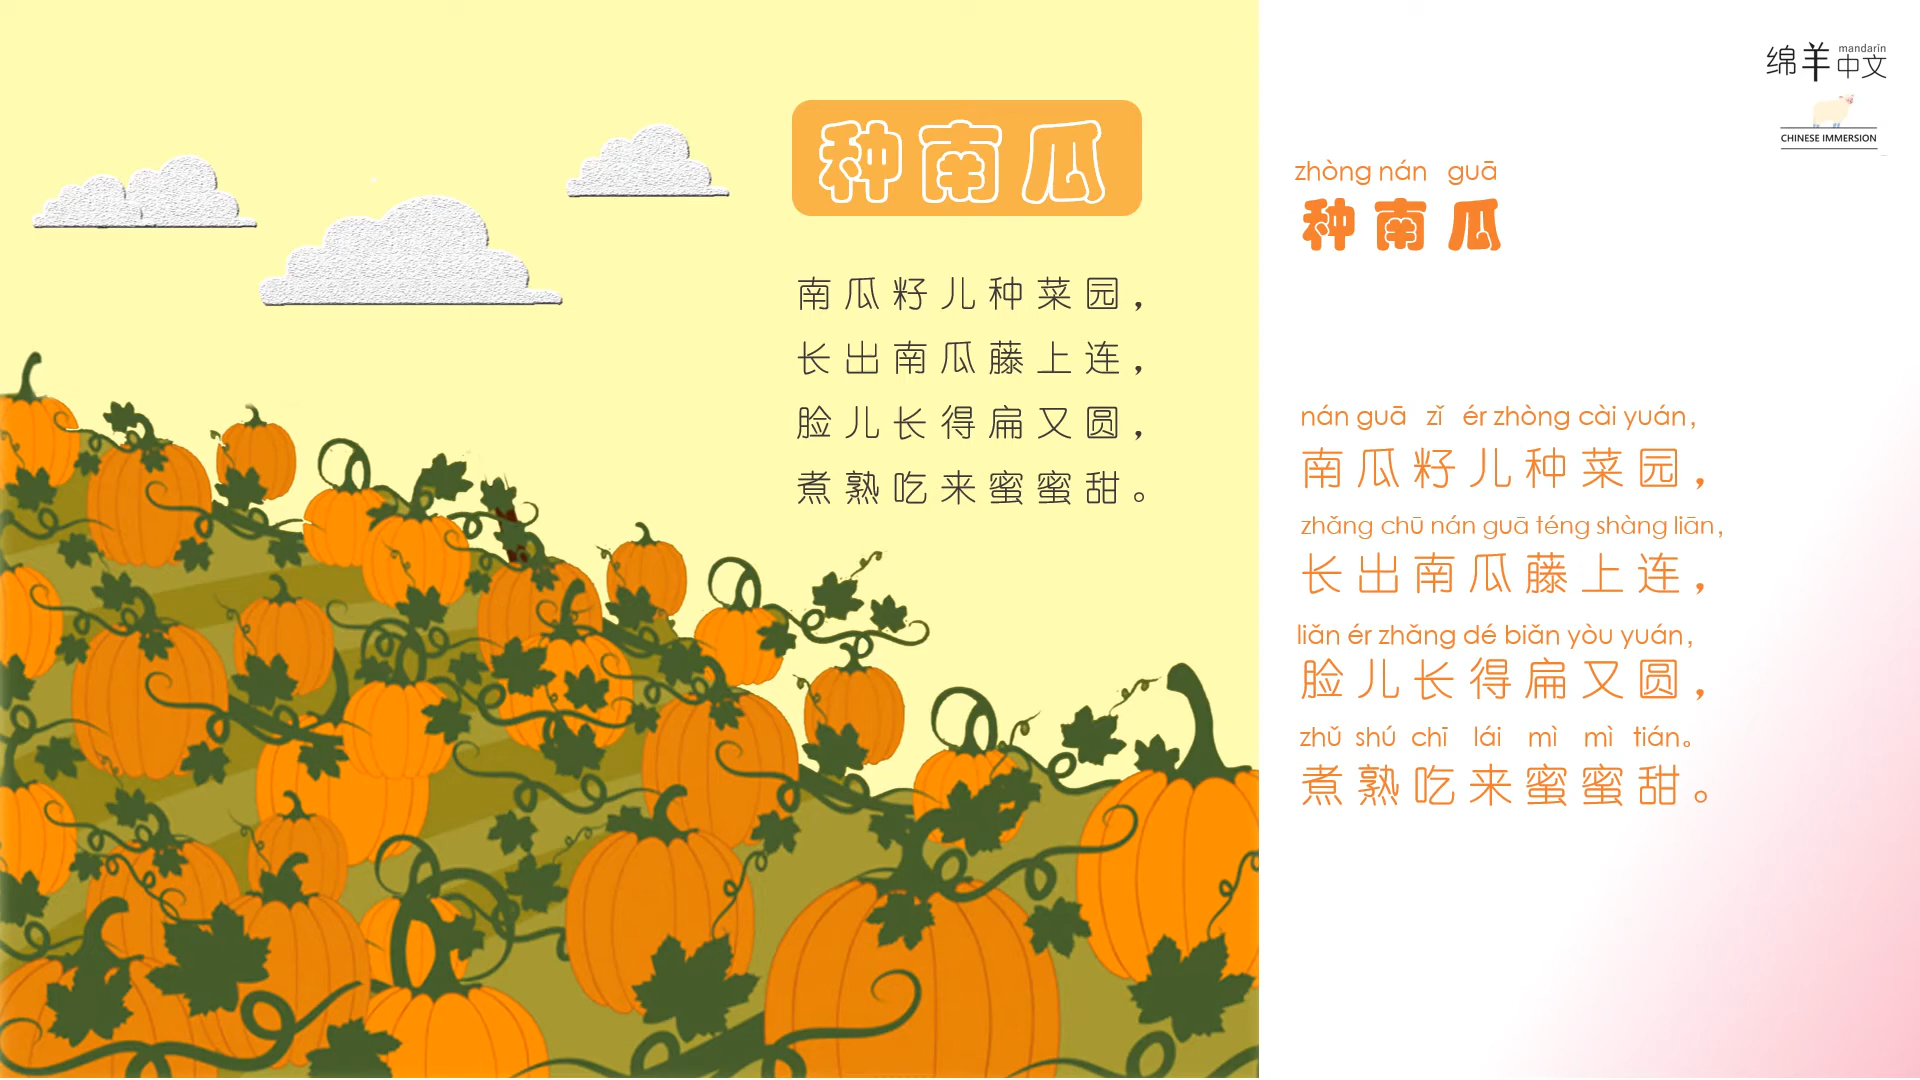 种南瓜
南瓜籽儿种菜园，
长出南瓜藤上连，
脸儿长得扁又圆，
煮熟吃来蜜蜜甜。
绵羊中文
mandarin
CHINESE IMMERSION
zhòng nán guā
种南瓜
nán guā zǐ ér zhòng cài yuán,
南瓜籽儿种菜园，
zhǎng chū nán guā téng shàng liān,
长出南瓜藤上连，
liǎn ér zhǎng dé biǎn yòu yuán,
脸儿长得扁又圆，
zhǔ shú chī lái mì mì tián。
煮熟吃来蜜蜜甜。